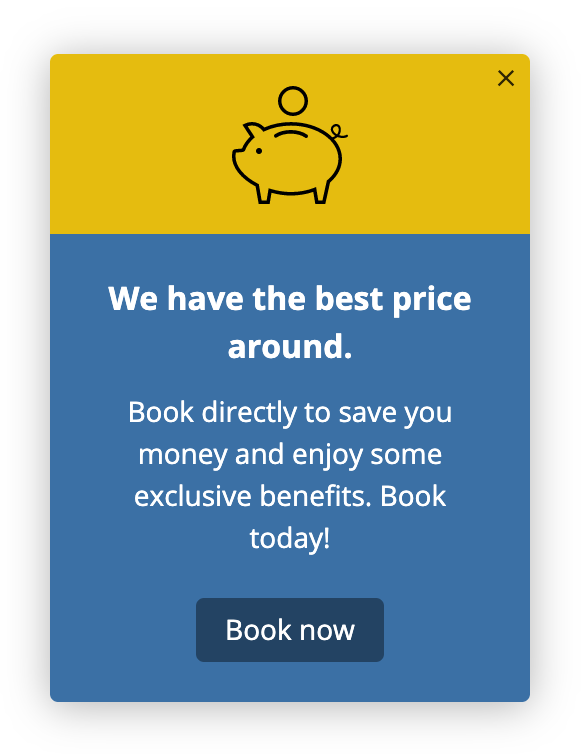 We have the best price
around.
Book directly to save you
money and enjoy some
exclusive benefits. Book
today!
Book now